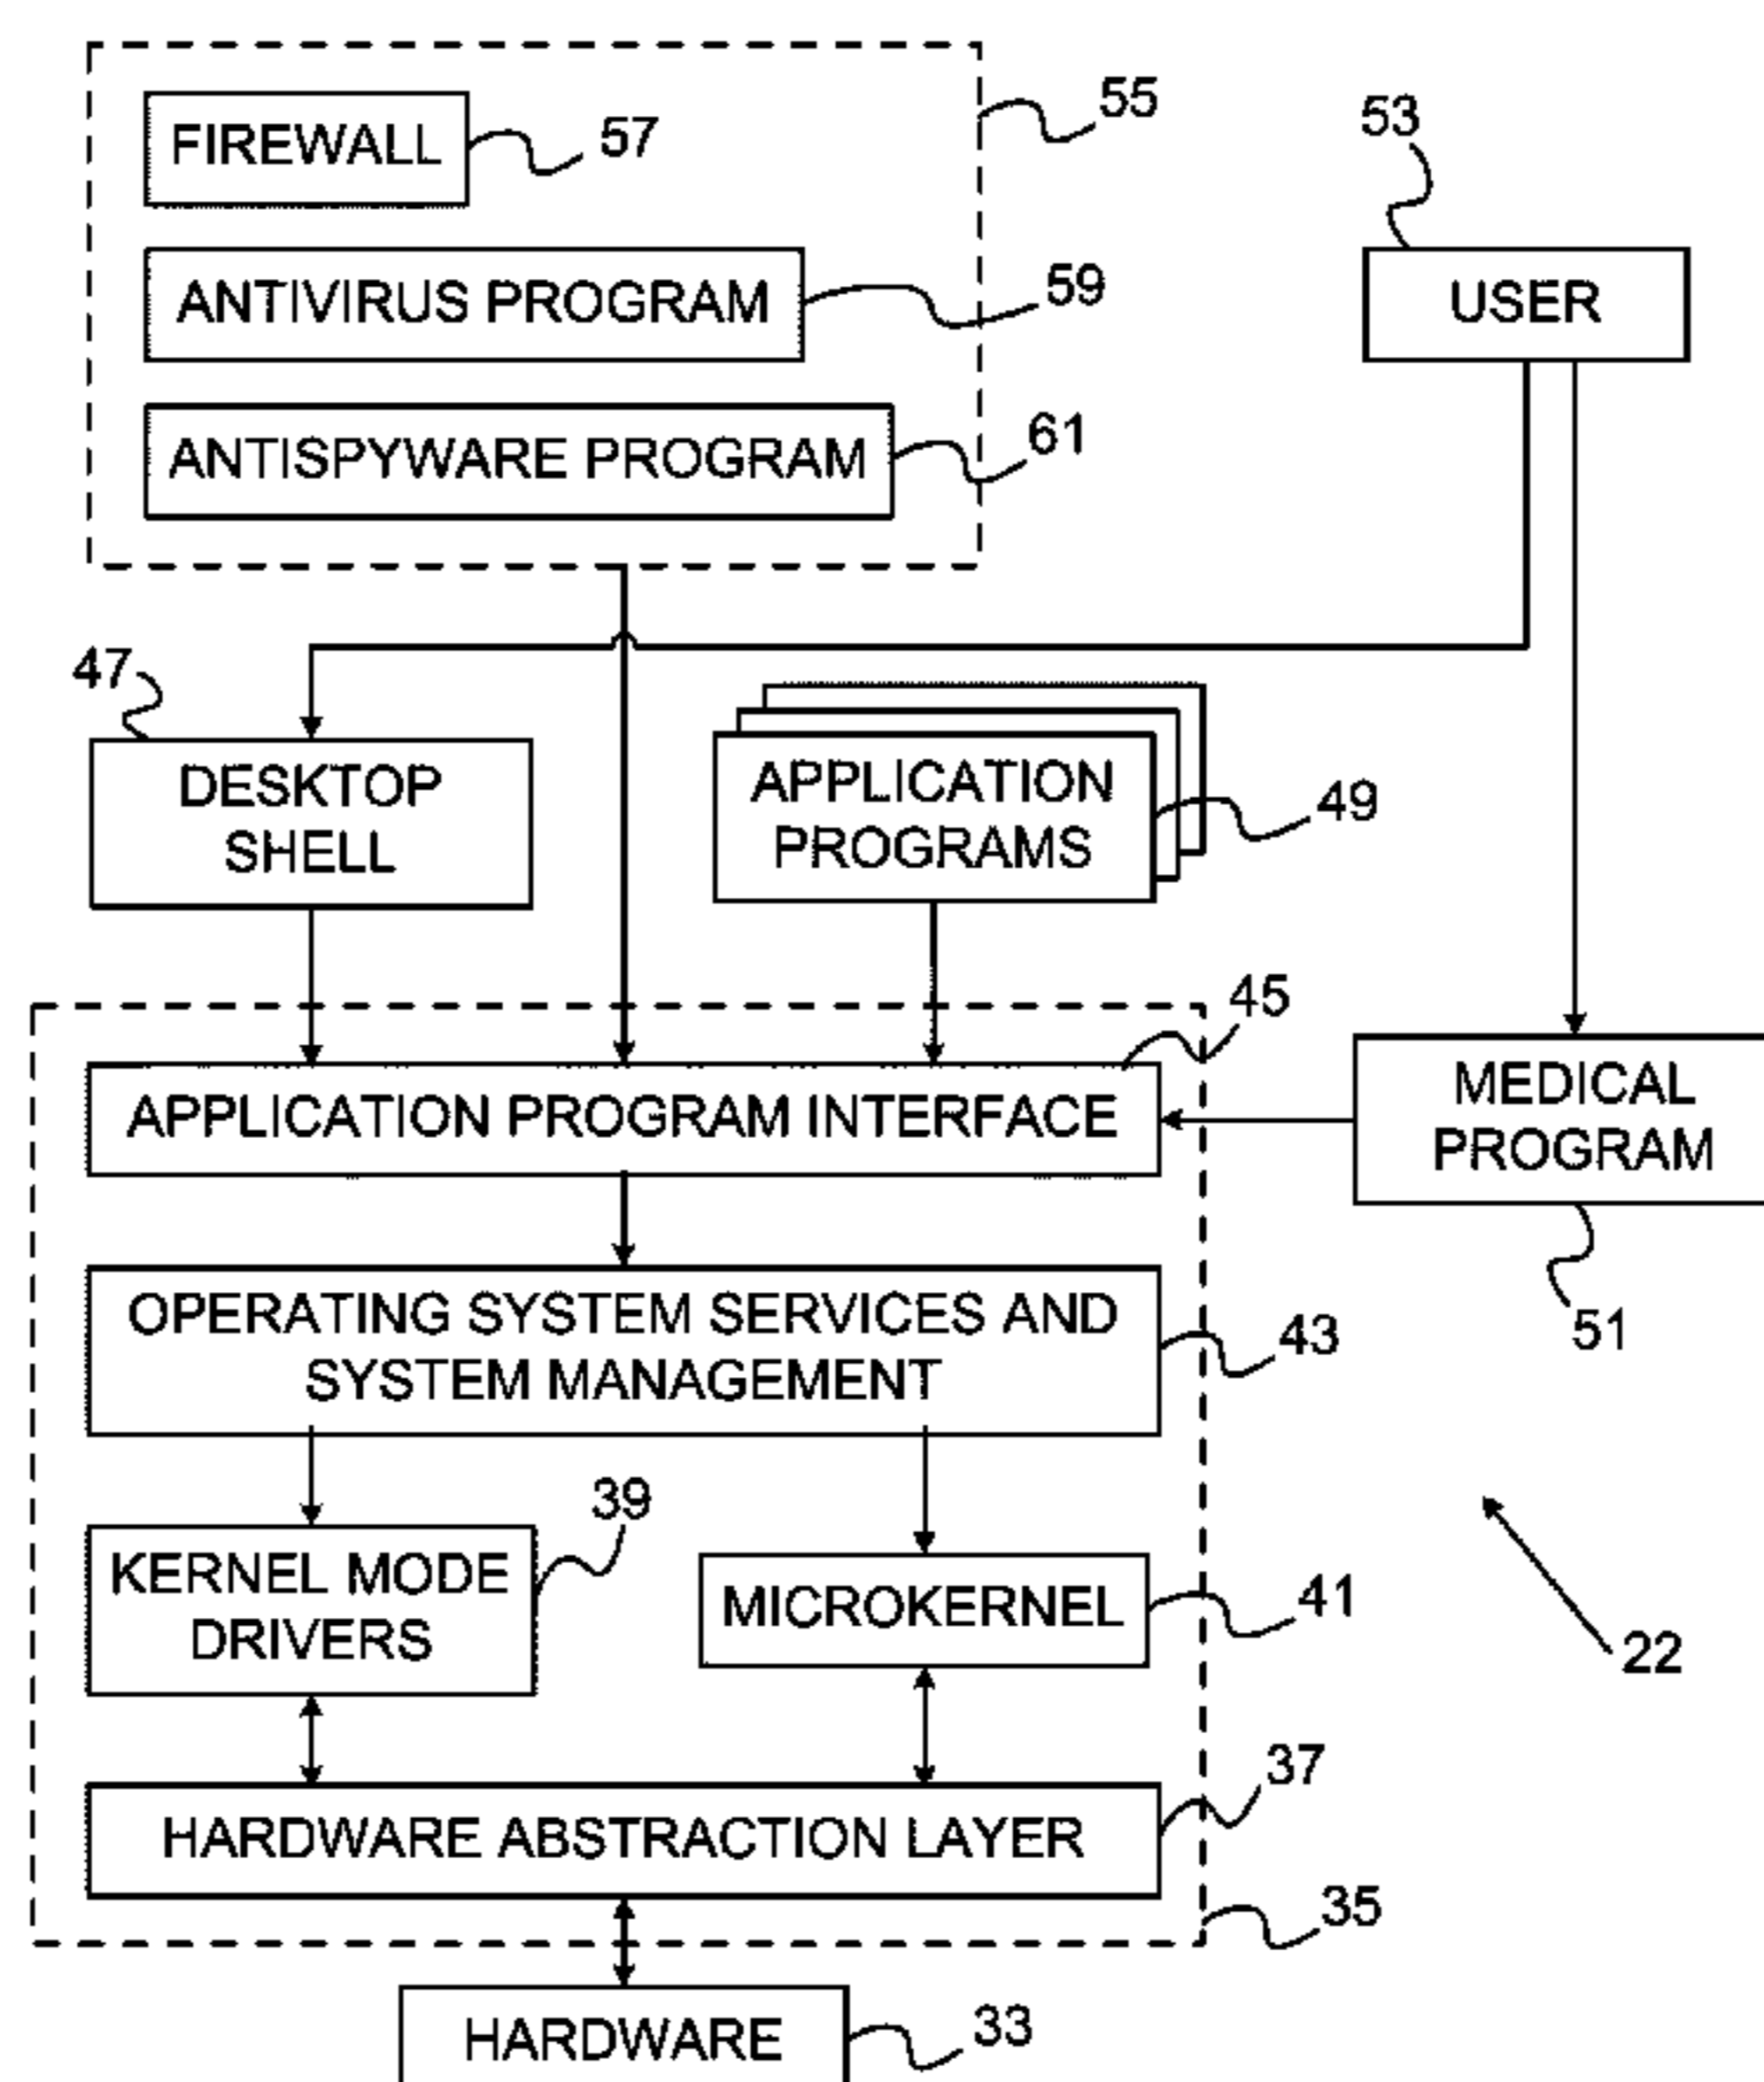 55
FIREWALL
57
53
ANTIVIRUS PROGRAM
59
USER
ANTISPYWARE PROGRAM
61
47
DESKTOP
SHELL
APPLICATION
PROGRAMS
49
45
APPLICATION PROGRAM INTERFACE
MEDICAL
PROGRAM
51
OPERATING SYSTEM SERVICES AND
SYSTEM MANAGEMENT
43
39
KERNEL MODE
DRIVERS
MICROKERNEL
41
22
37
HARDWARE ABSTRACTION LAYER
35
HARDWARE
33